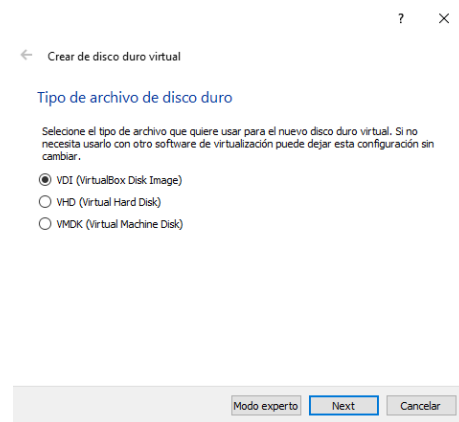 ?
Crear de disco duro virtual
Tipo de archivo de disco duro
Selecione el tipo de archivo que quiere usar para el nuevo disco duro virtual. Si no
necesita usarlo con otro software de virtualización puede dejar esta configuración sin
cambiar.
VDI (VirtualBox Disk Image)
VHD (Virtual Hard Disk)
VMDK (Virtual Machine Disk)
Modo experto Next Cancelar